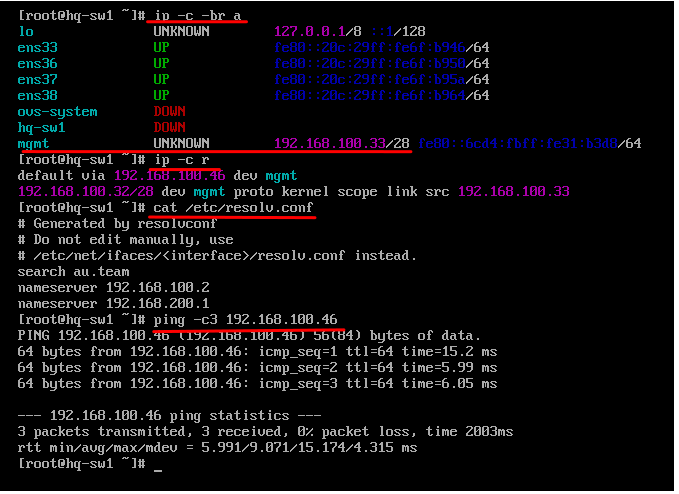 [root@hq-sw1 ~]# ip -c -br a
lo UNKNOWN 127.0.0.1/8 ::1/128
ens33 UP fe80::20c:29ff:fe6f:b946/64
ens36 UP fe80::20c:29ff:fe6f:b950/64
ens37 UP fe80::20c:29ff:fe6f:b95a/64
ens38 UP fe80::20c:29ff:fe6f:b964/64
ovs-system DOWN
hq-sw1 DOWN
mgmt UNKNOWN 192.168.100.33/28
[root@hq-sw1 ~]# ip -c r
default via 192.168.100.46 dev mgmt
192.168.100.32/28 dev mgmt proto kernel scope link src 192.168.100.33
[root@hq-sw1 ~]# cat /etc/resolv.conf
# Generated by resolvconf
# Do not edit manually, use
# /etc/net/ifaces/<interface>/resolv.conf instead.
search au.team
nameserver 192.168.100.2
nameserver 192.168.200.1
[root@hq-sw1 ~]# ping -c3 192.168.100.46
PING 192.168.100.46 (192.168.100.46) 56(84) bytes of data.
64 bytes from 192.168.100.46: icmp_seq=1 ttl=64 time=15.2 ms
64 bytes from 192.168.100.46: icmp_seq=2 ttl=64 time=5.99 ms
64 bytes from 192.168.100.46: icmp_seq=3 ttl=64 time=6.05 ms
--- 192.168.100.46 ping statistics ---
3 packets transmitted, 3 received, 0% packet loss, time 2003ms
rtt min/avg/max/mdev = 5.991/9.071/15.174/4.315 ms
[root@hq-sw1 ~]# _